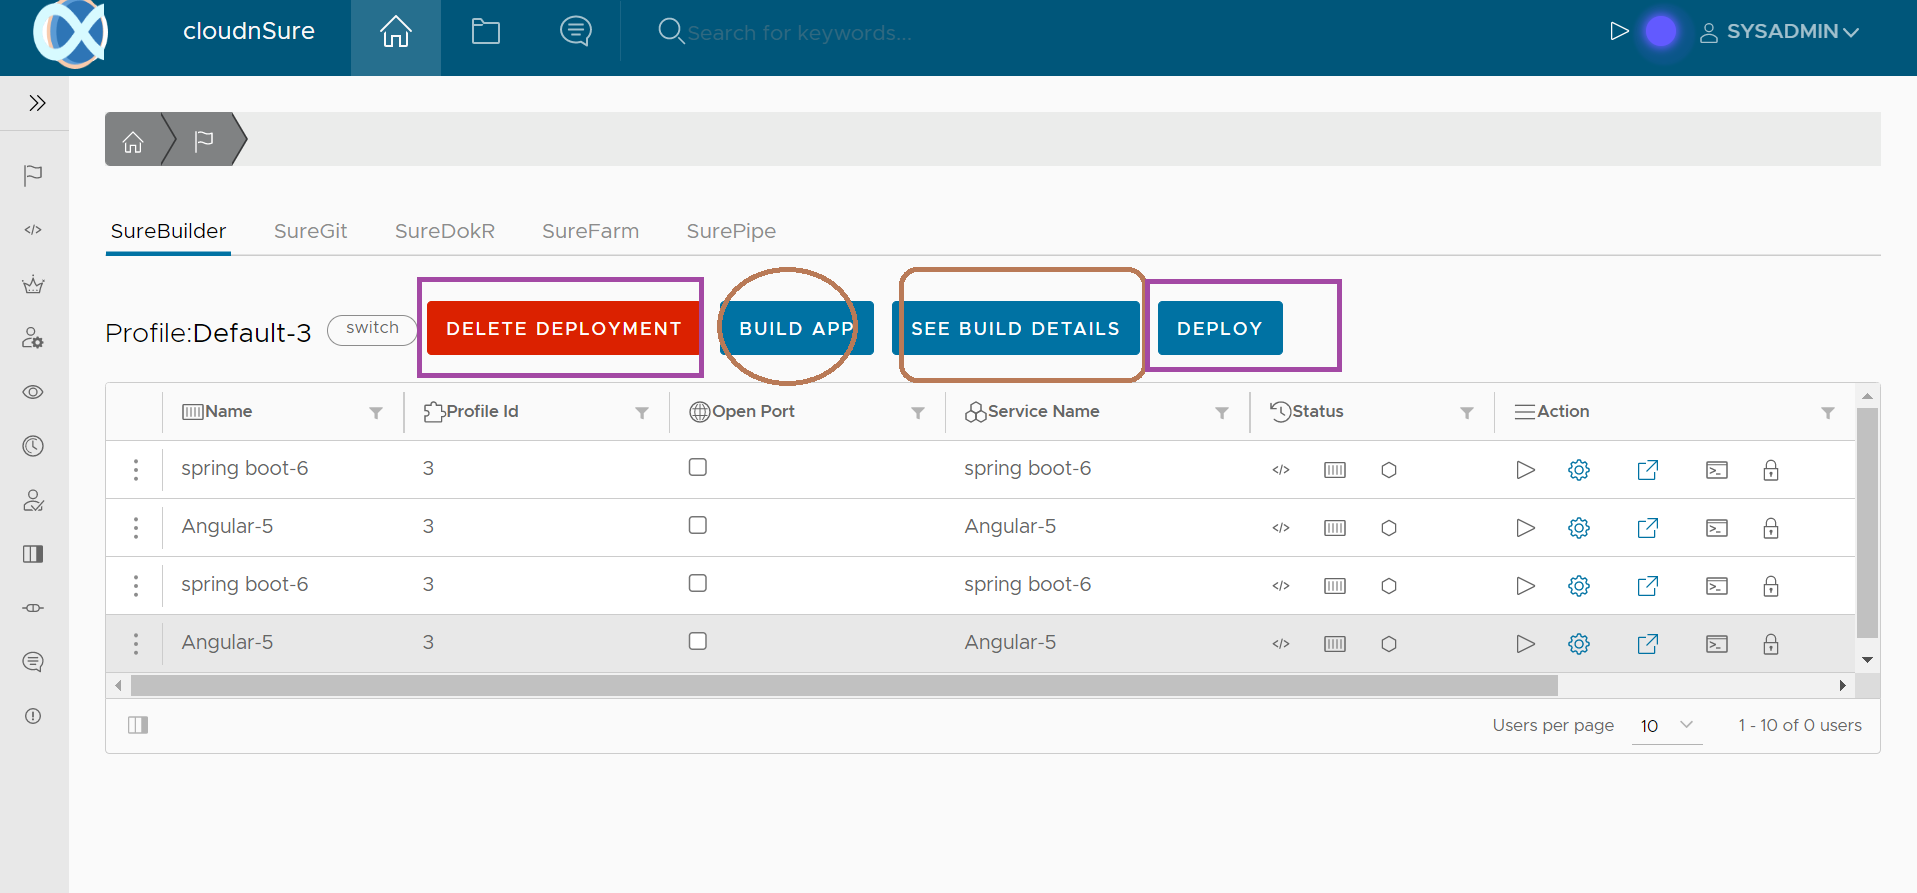 cloudnSure
Search for keywords...
SYSADMIN
SureBuilder SureGit SureDokR SureFarm SurePipe
Profile:Default-3 switch DELETE DEPLOYMENT BUILD APP SEE BUILD DETAILS DEPLOY
Name Profile Id Open Port Service Name Status Action
spring boot-6 3 spring boot-6
Angular-5 3 Angular-5
spring boot-6 3 spring boot-6
Angular-5 3 Angular-5
Users per page 10 1 - 10 of 0 users